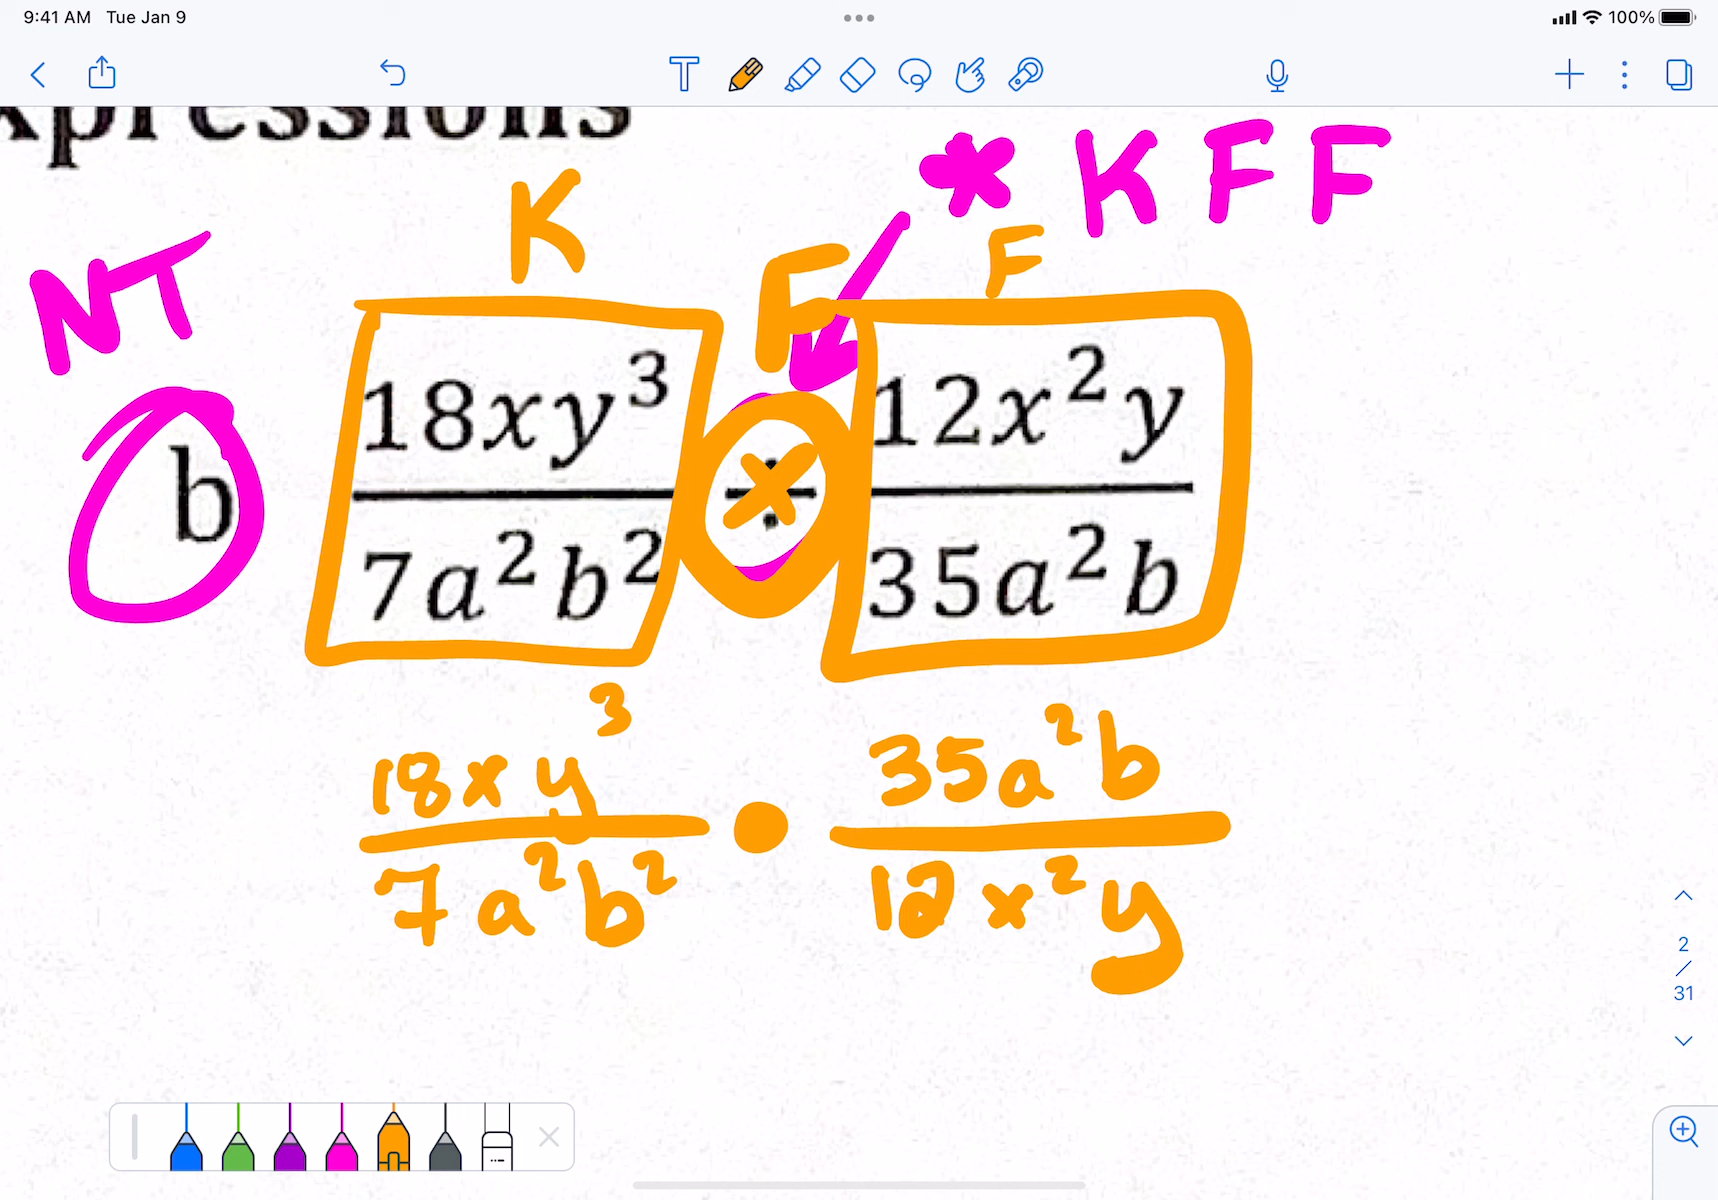 9:41 AM Tue Jan 9
100%
xpressions
* K F F
K
F
F
NT
b 18xy³/7a²b² ÷ 12x²y/35a²b
×
18xy³/7a²b² • 35a²b/12x²y
2
/
31